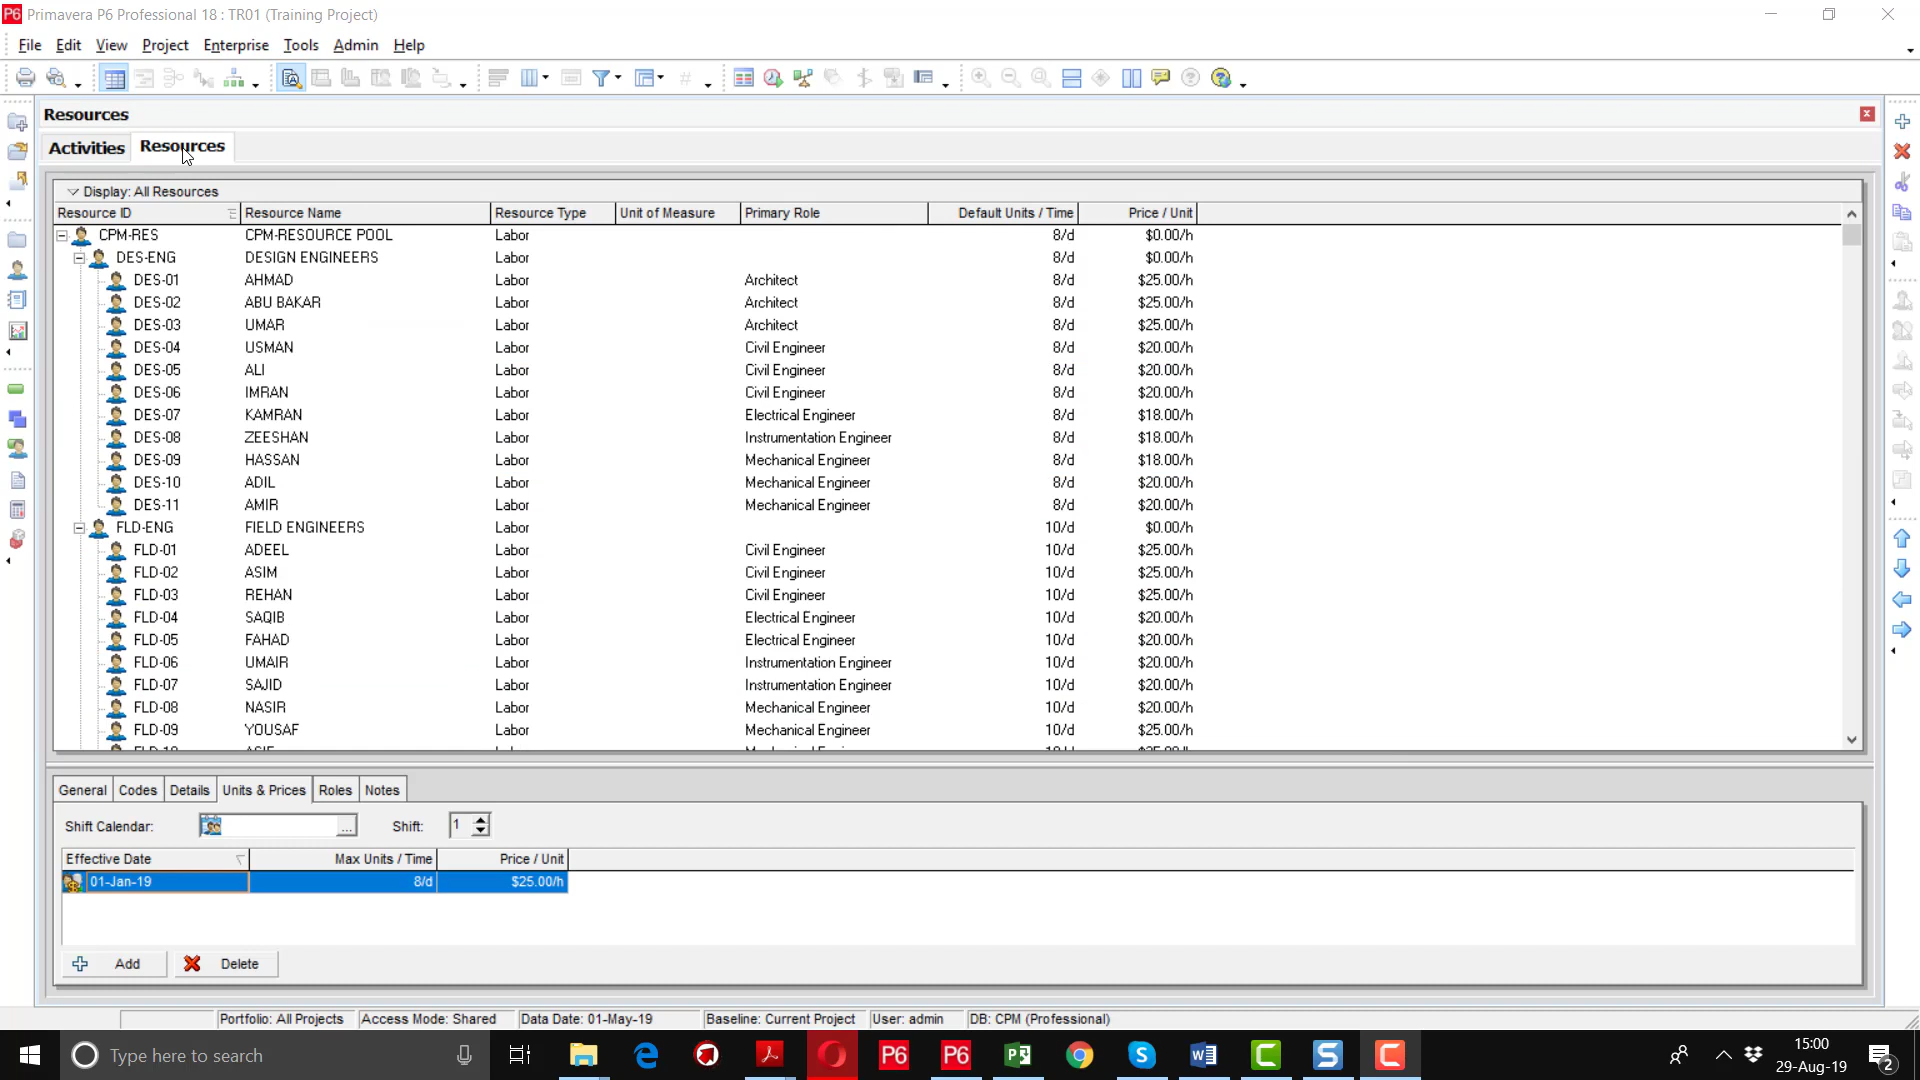 P6 Primavera P6 Professional 18 : TR01 (Training Project)
File Edit View Project Enterprise Tools Admin Help
Resources
Activities Resources
Display: All Resources
Resource ID Resource Name Resource Type Unit of Measure Primary Role Default Units / Time Price / Unit
CPM-RES CPM-RESOURCE POOL Labor 8/d $0.00/h
DES-ENG DESIGN ENGINEERS Labor 8/d $0.00/h
DES-01 AHMAD Labor Architect 8/d $25.00/h
DES-02 ABU BAKAR Labor Architect 8/d $25.00/h
DES-03 UMAR Labor Architect 8/d $25.00/h
DES-04 USMAN Labor Civil Engineer 8/d $20.00/h
DES-05 ALI Labor Civil Engineer 8/d $20.00/h
DES-06 IMRAN Labor Civil Engineer 8/d $20.00/h
DES-07 KAMRAN Labor Electrical Engineer 8/d $18.00/h
DES-08 ZEESHAN Labor Instrumentation Engineer 8/d $18.00/h
DES-09 HASSAN Labor Mechanical Engineer 8/d $18.00/h
DES-10 ADIL Labor Mechanical Engineer 8/d $20.00/h
DES-11 AMIR Labor Mechanical Engineer 8/d $20.00/h
FLD-ENG FIELD ENGINEERS Labor 10/d $0.00/h
FLD-01 ADEEL Labor Civil Engineer 10/d $25.00/h
FLD-02 ASIM Labor Civil Engineer 10/d $25.00/h
FLD-03 REHAN Labor Civil Engineer 10/d $25.00/h
FLD-04 SAQIB Labor Electrical Engineer 10/d $20.00/h
FLD-05 FAHAD Labor Electrical Engineer 10/d $20.00/h
FLD-06 UMAIR Labor Instrumentation Engineer 10/d $20.00/h
FLD-07 SAJID Labor Instrumentation Engineer 10/d $20.00/h
FLD-08 NASIR Labor Mechanical Engineer 10/d $20.00/h
FLD-09 YOUSAF Labor Mechanical Engineer 10/d $25.00/h
General Codes Details Units & Prices Roles Notes
Shift Calendar: ... Shift: 1
Effective Date Max Units / Time Price / Unit
01-Jan-19 8/d $25.00/h
Add Delete
Portfolio: All Projects Access Mode: Shared Data Date: 01-May-19 Baseline: Current Project User: admin DB: CPM (Professional)
Type here to search P6 P6 15:00
29-Aug-19 2